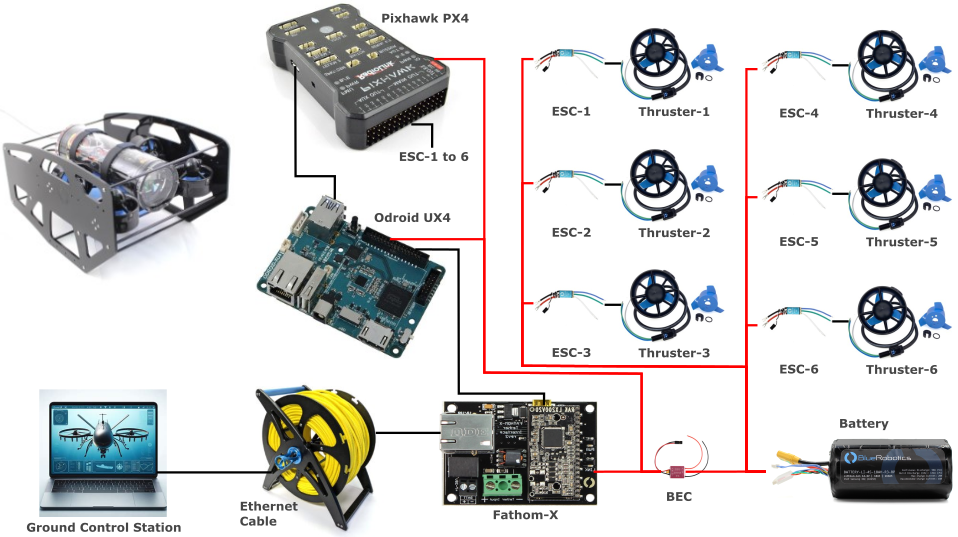 Pixhawk PX4
ESC-1 to 6
Odroid UX4
ESC-1
Thruster-1
ESC-4
Thruster-4
ESC-2
Thruster-2
ESC-5
Thruster-5
ESC-3
Thruster-3
ESC-6
Thruster-6
Ground Control Station
Ethernet
Cable
Fathom-X
BEC
Battery
BlueRobotics